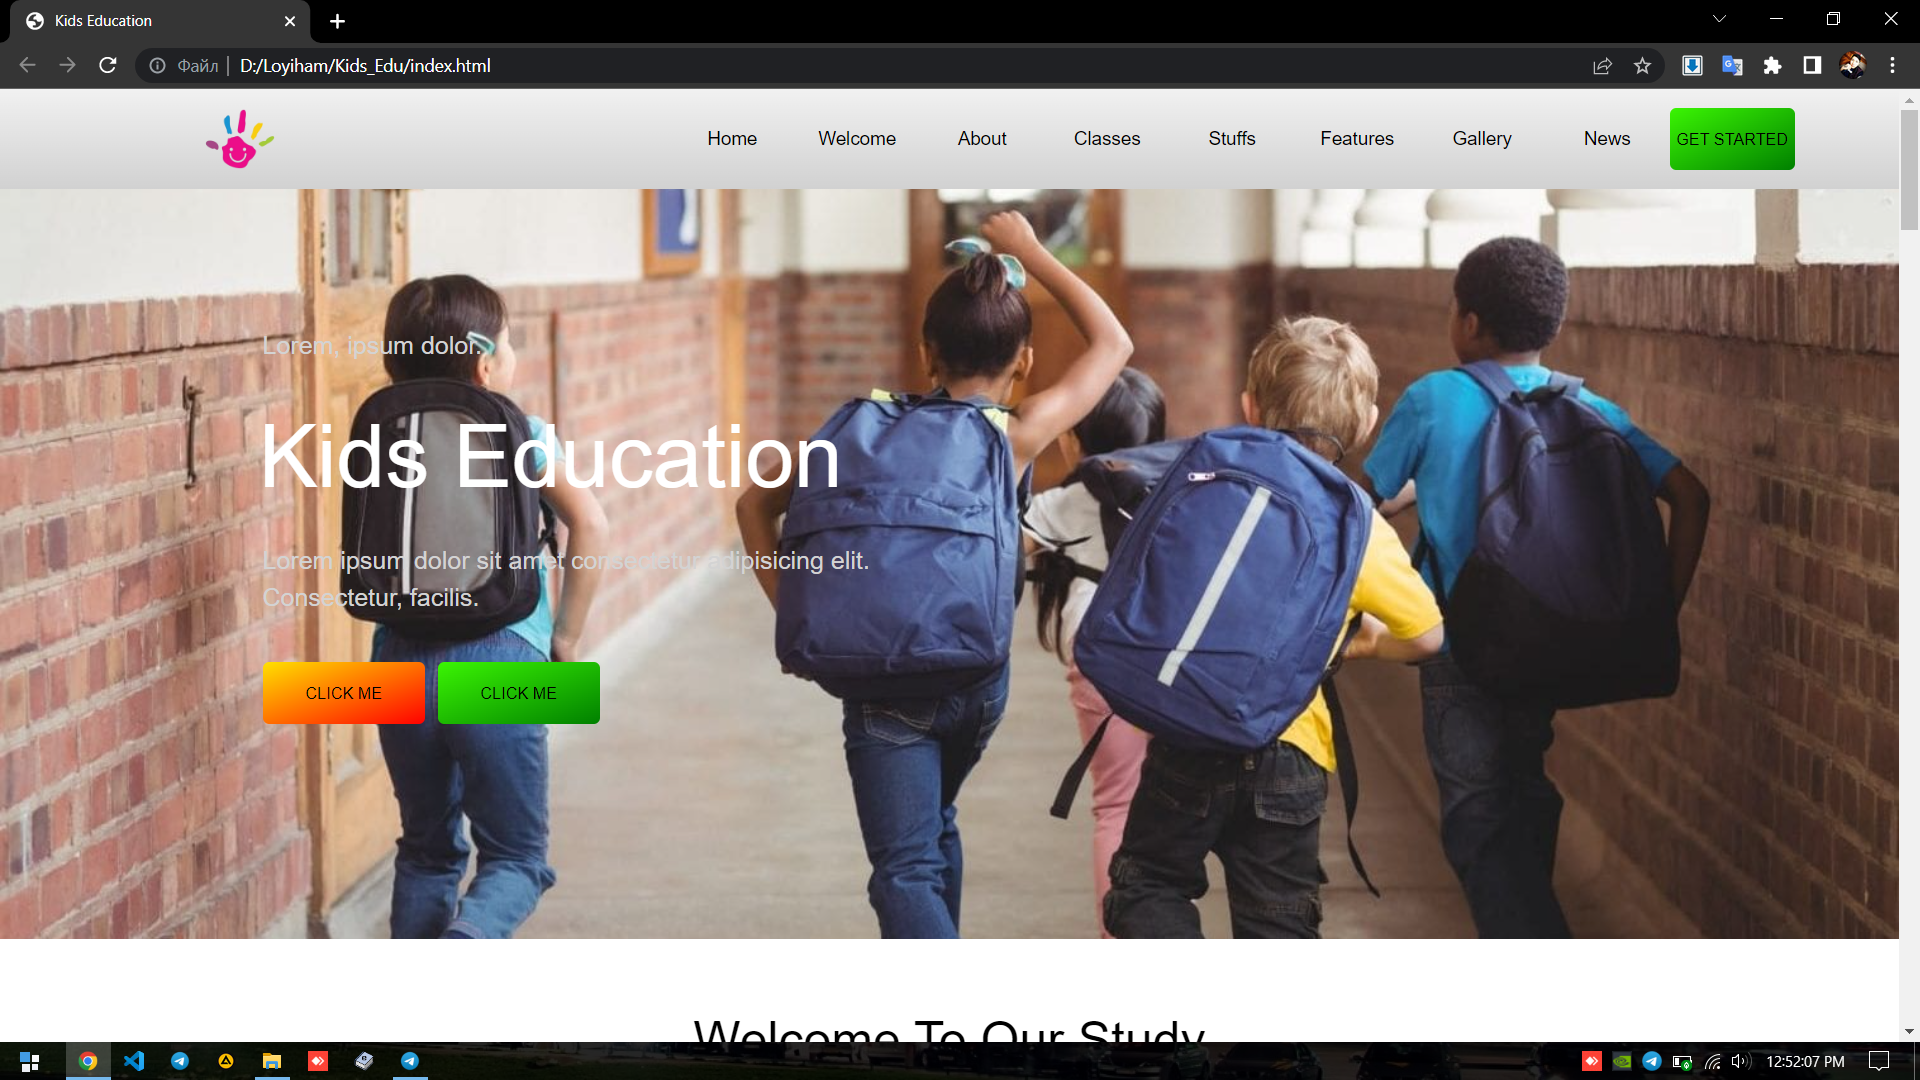 Kids Education
Файл
D:/Loyiham/Kids_Edu/index.html
Home Welcome About Classes Stuffs Features Gallery News GET STARTED
Lorem, ipsum dolor.
Kids Education
Lorem ipsum dolor sit amet consectetur adipisicing elit.
Consectetur, facilis.
CLICK ME CLICK ME
Welcome To Our Study
12:52:07 PM